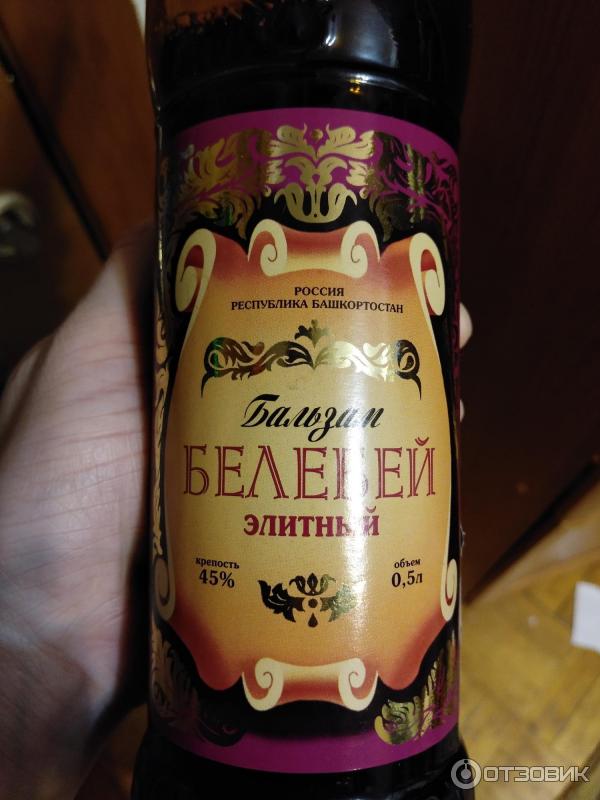 РОССИЯ
РЕСПУБЛИКА БАШКОРТОСТАН
Бальзам
БЕЛЕБЕЙ
ЭЛИТНЫЙ
крепость
45%
объем
0,5л
ОТЗОВИК